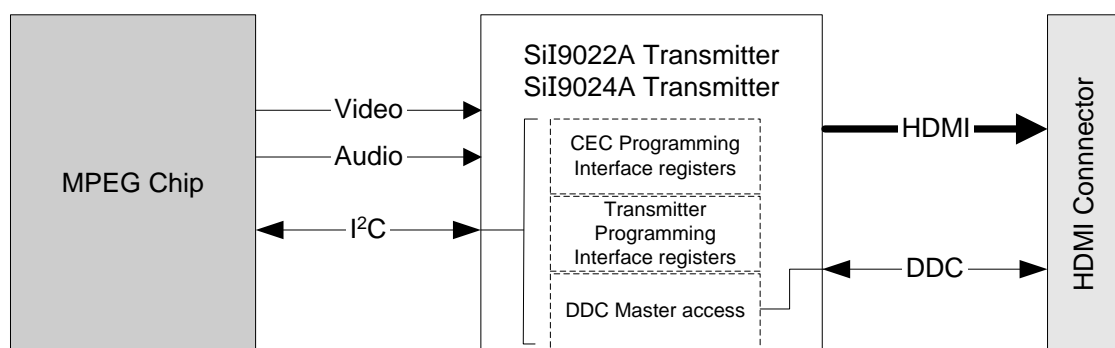 MPEG Chip
Video
Audio
I²C
SiI9022A Transmitter
SiI9024A Transmitter
CEC Programming
Interface registers
Transmitter
Programming
Interface registers
DDC Master access
HDMI
DDC
HDMI Connnector